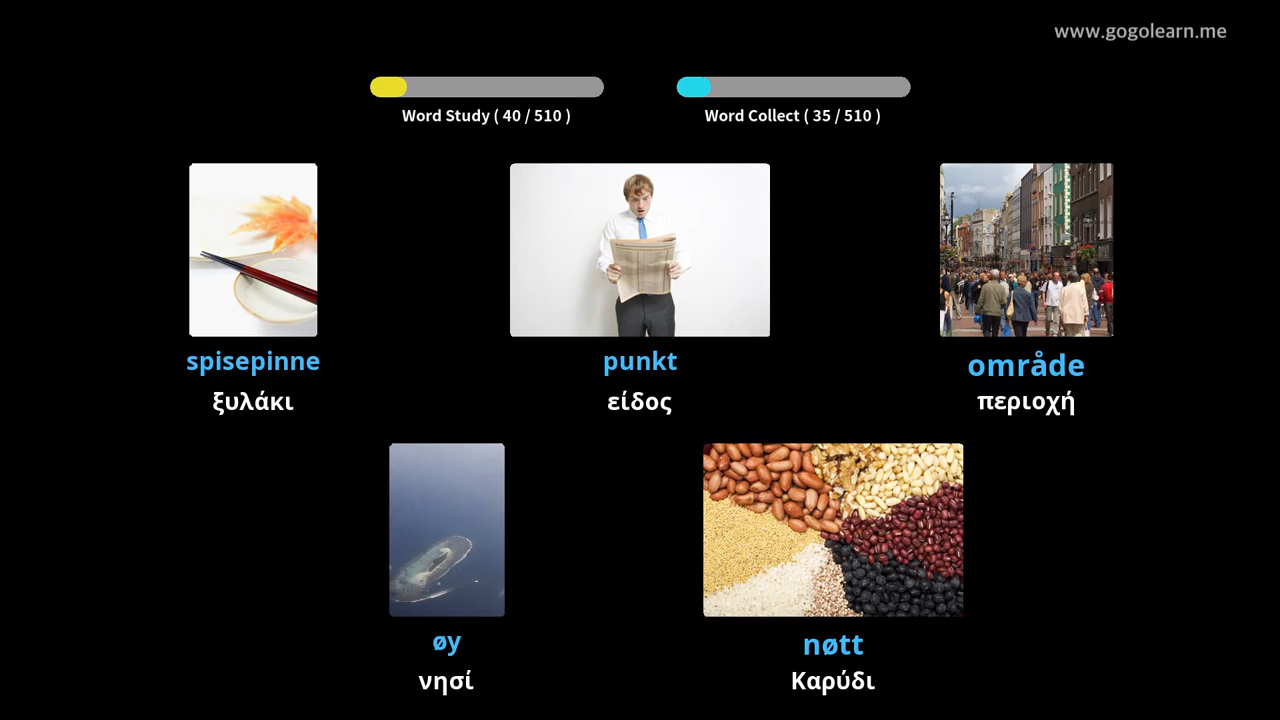 www.gogolearn.me
Word Study ( 40 / 510 )
Word Collect ( 35 / 510 )
spisepinne
ξυλάκι
punkt
είδος
område
περιοχή
øy
νησί
nøtt
Καρύδι